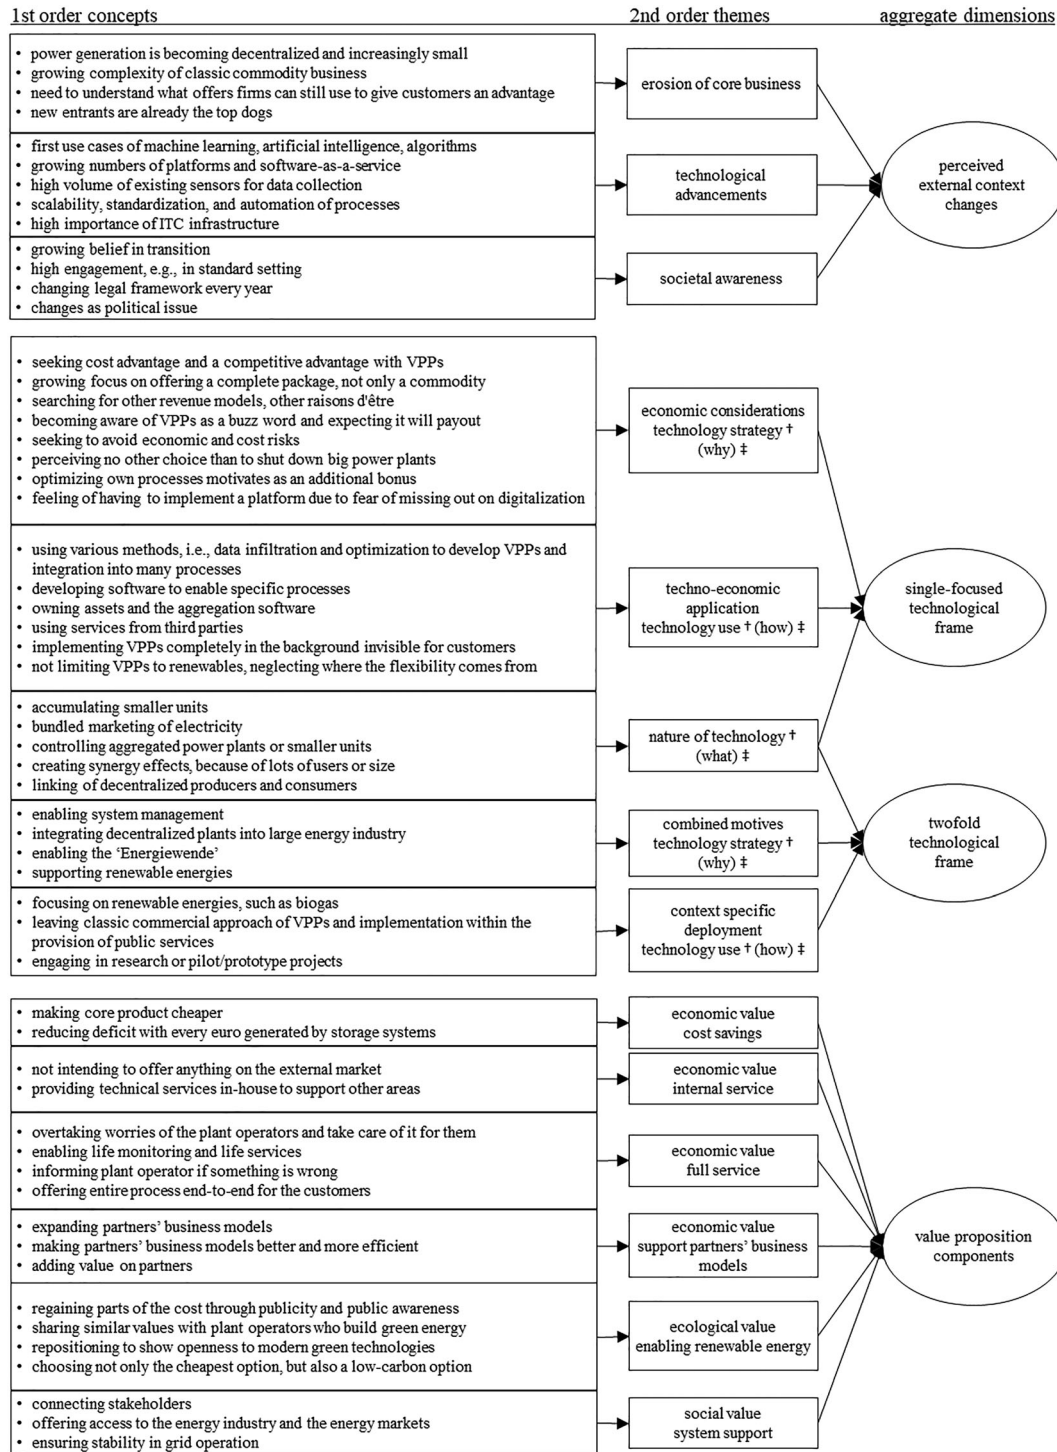 1st order concepts
2nd order themes
aggregate dimensions
• power generation is becoming decentralized and increasingly small
• growing complexity of classic commodity business
• need to understand what offers firms can still use to give customers an advantage
• new entrants are already the top dogs
erosion of core business
• first use cases of machine learning, artificial intelligence, algorithms
• growing numbers of platforms and software-as-a-service
• high volume of existing sensors for data collection
• scalability, standardization, and automation of processes
• high importance of ITC infrastructure
technological
advancements
• growing belief in transition
• high engagement, e.g., in standard setting
• changing legal framework every year
• changes as political issue
societal awareness
perceived
external context
changes
• seeking cost advantage and a competitive advantage with VPPs
• growing focus on offering a complete package, not only a commodity
• searching for other revenue models, other raisons d'être
• becoming aware of VPPs as a buzz word and expecting it will payout
• seeking to avoid economic and cost risks
• perceiving no other choice than to shut down big power plants
• optimizing own processes motivates as an additional bonus
• feeling of having to implement a platform due to fear of missing out on digitalization
economic considerations
technology strategy †
(why) ‡
• using various methods, i.e., data infiltration and optimization to develop VPPs and
integration into many processes
• developing software to enable specific processes
• owning assets and the aggregation software
• using services from third parties
• implementing VPPs completely in the background invisible for customers
• not limiting VPPs to renewables, neglecting where the flexibility comes from
techno-economic
application
technology use † (how) ‡
single-focused
technological
frame
• accumulating smaller units
• bundled marketing of electricity
• controlling aggregated power plants or smaller units
• creating synergy effects, because of lots of users or size
• linking of decentralized producers and consumers
nature of technology †
(what) ‡
• enabling system management
• integrating decentralized plants into large energy industry
• enabling the ‘Energiewende’
• supporting renewable energies
combined motives
technology strategy †
(why) ‡
twofold
technological
frame
• focusing on renewable energies, such as biogas
• leaving classic commercial approach of VPPs and implementation within the
provision of public services
• engaging in research or pilot/prototype projects
context specific
deployment
technology use † (how) ‡
• making core product cheaper
• reducing deficit with every euro generated by storage systems
economic value
cost savings
• not intending to offer anything on the external market
• providing technical services in-house to support other areas
economic value
internal service
• overtaking worries of the plant operators and take care of it for them
• enabling life monitoring and life services
• informing plant operator if something is wrong
• offering entire process end-to-end for the customers
economic value
full service
• expanding partners’ business models
• making partners’ business models better and more efficient
• adding value on partners
economic value
support partners’ business
models
value proposition
components
• regaining parts of the cost through publicity and public awareness
• sharing similar values with plant operators who build green energy
• repositioning to show openness to modern green technologies
• choosing not only the cheapest option, but also a low-carbon option
ecological value
enabling renewable energy
• connecting stakeholders
• offering access to the energy industry and the energy markets
• ensuring stability in grid operation
social value
system support